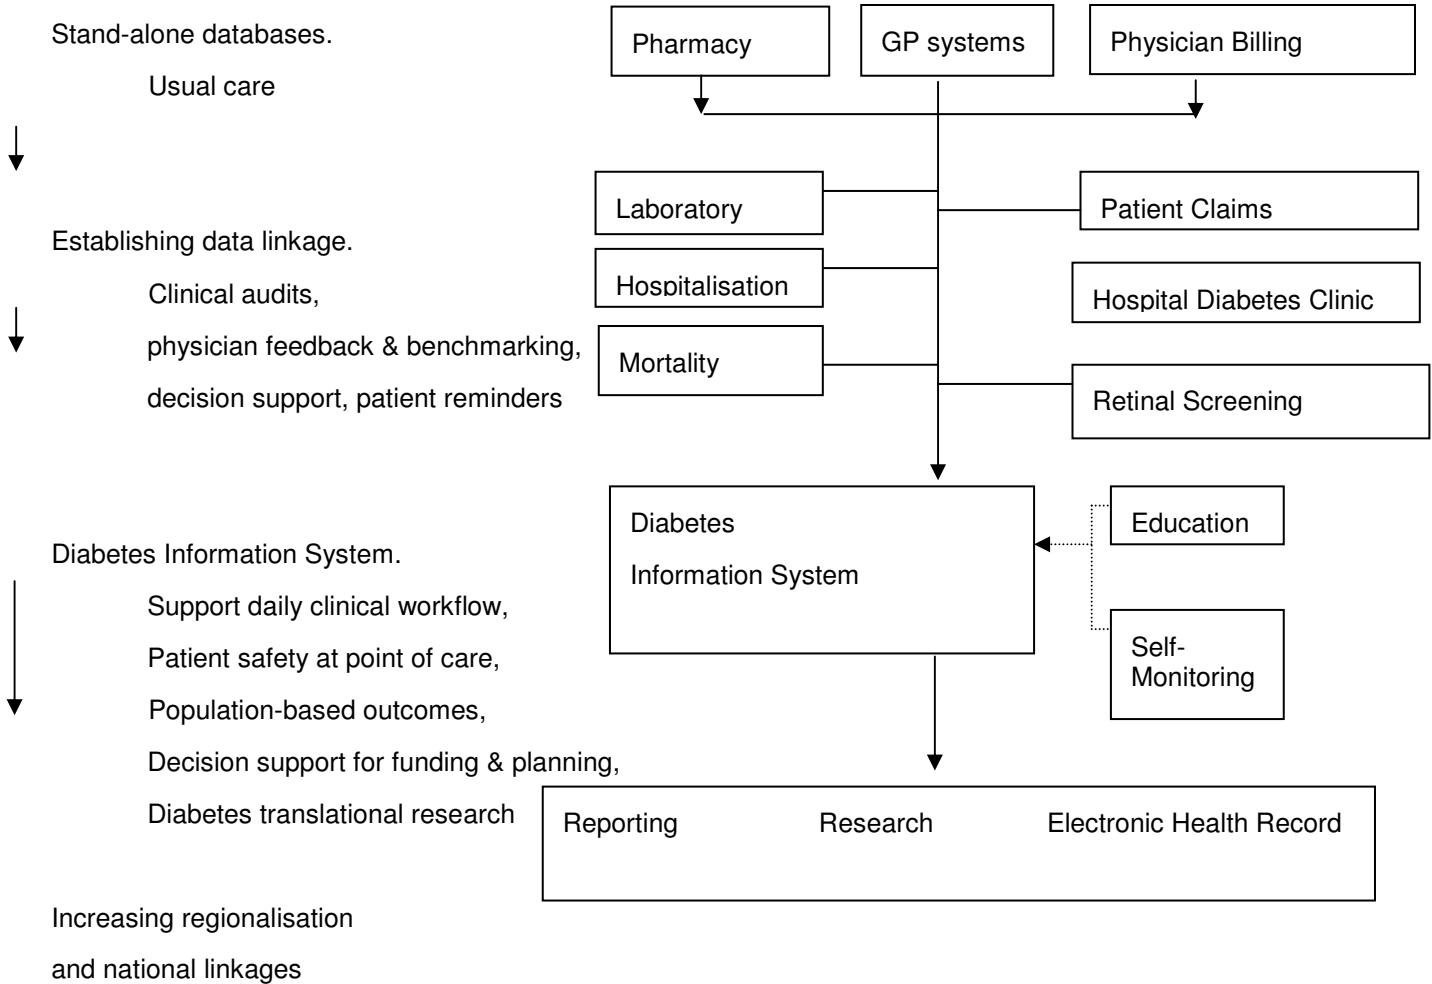 Stand-alone databases.
Usual care
Pharmacy
GP systems
Physician Billing
Laboratory
Patient Claims
Establishing data linkage.
Clinical audits,
physician feedback & benchmarking,
decision support, patient reminders
Hospitalisation
Hospital Diabetes Clinic
Mortality
Retinal Screening
Diabetes Information System.
Support daily clinical workflow,
Patient safety at point of care,
Population-based outcomes,
Decision support for funding & planning,
Diabetes translational research
Diabetes
Information System
Education
Self-
Monitoring
Reporting
Research
Electronic Health Record
Increasing regionalisation
and national linkages